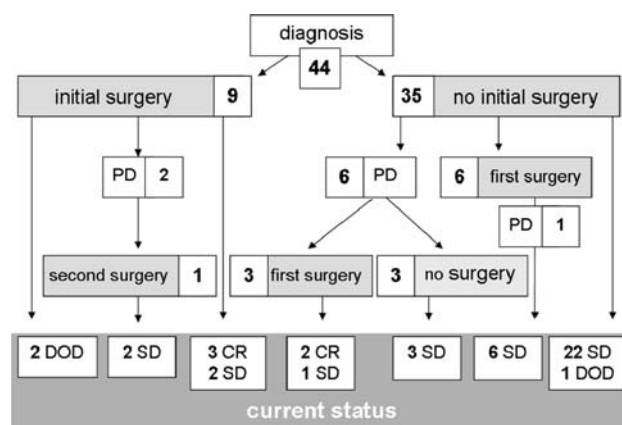 diagnosis
44
initial surgery 9
35 no initial surgery
PD 2
6 PD
6 first surgery
PD 1
second surgery 1
3 first surgery
3 no surgery
2 DOD
2 SD
3 CR
2 SD
2 CR
1 SD
3 SD
6 SD
22 SD
1 DOD
current status